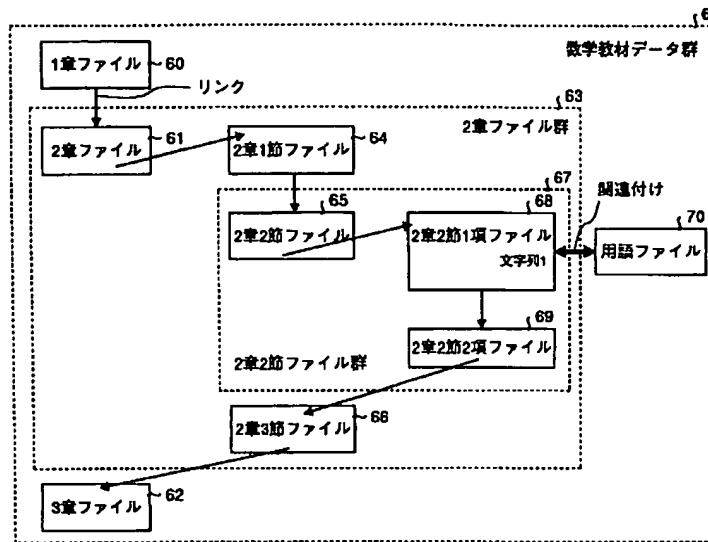 6
数学教材データ群
1章ファイル
60
リンク
63
2章ファイル群
2章ファイル
61
2章1節ファイル
64
67
関連付け
65
68
70
2章2節ファイル
2章2節1項ファイル
文字列1
用語ファイル
69
2章2節2項ファイル
2章2節ファイル群
2章3節ファイル
66
3章ファイル
62